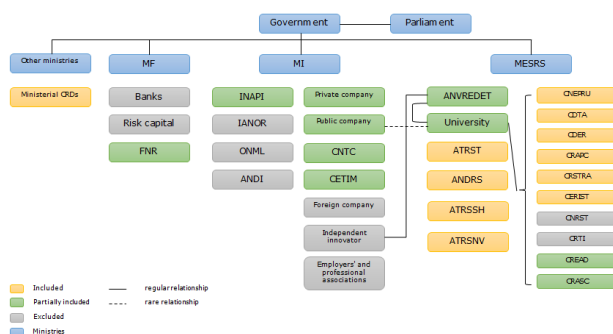 Government
Parliament
Other ministries
MF
MI
MESRS
Ministerial CRDs
Banks
Risk capital
FNR
INAPI
IANOR
ONML
ANDI
Private company
Public company
CNTC
CETIM
Foreign company
Independent
innovator
Employers' and
professional
associations
ANVREDET
University
ATRST
ANDRS
ATRSSH
ATRSNV
CNEPRU
CDTA
CDER
CRAPC
CRSTRA
CERIST
CNRST
CRTI
CREAD
CRASC
Included
Partially included
Excluded
Ministries
regular relationship
rare relationship